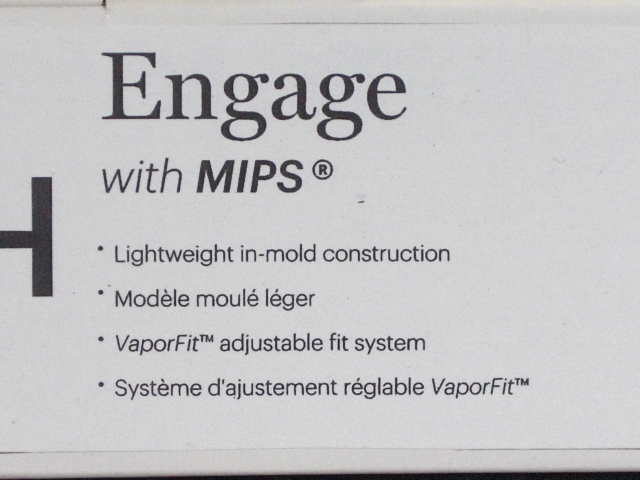 Engage
with MIPS®
H
• Lightweight in-mold construction
• Modèle moulé léger
• VaporFit™ adjustable fit system
• Système d'ajustement réglable VaporFit™